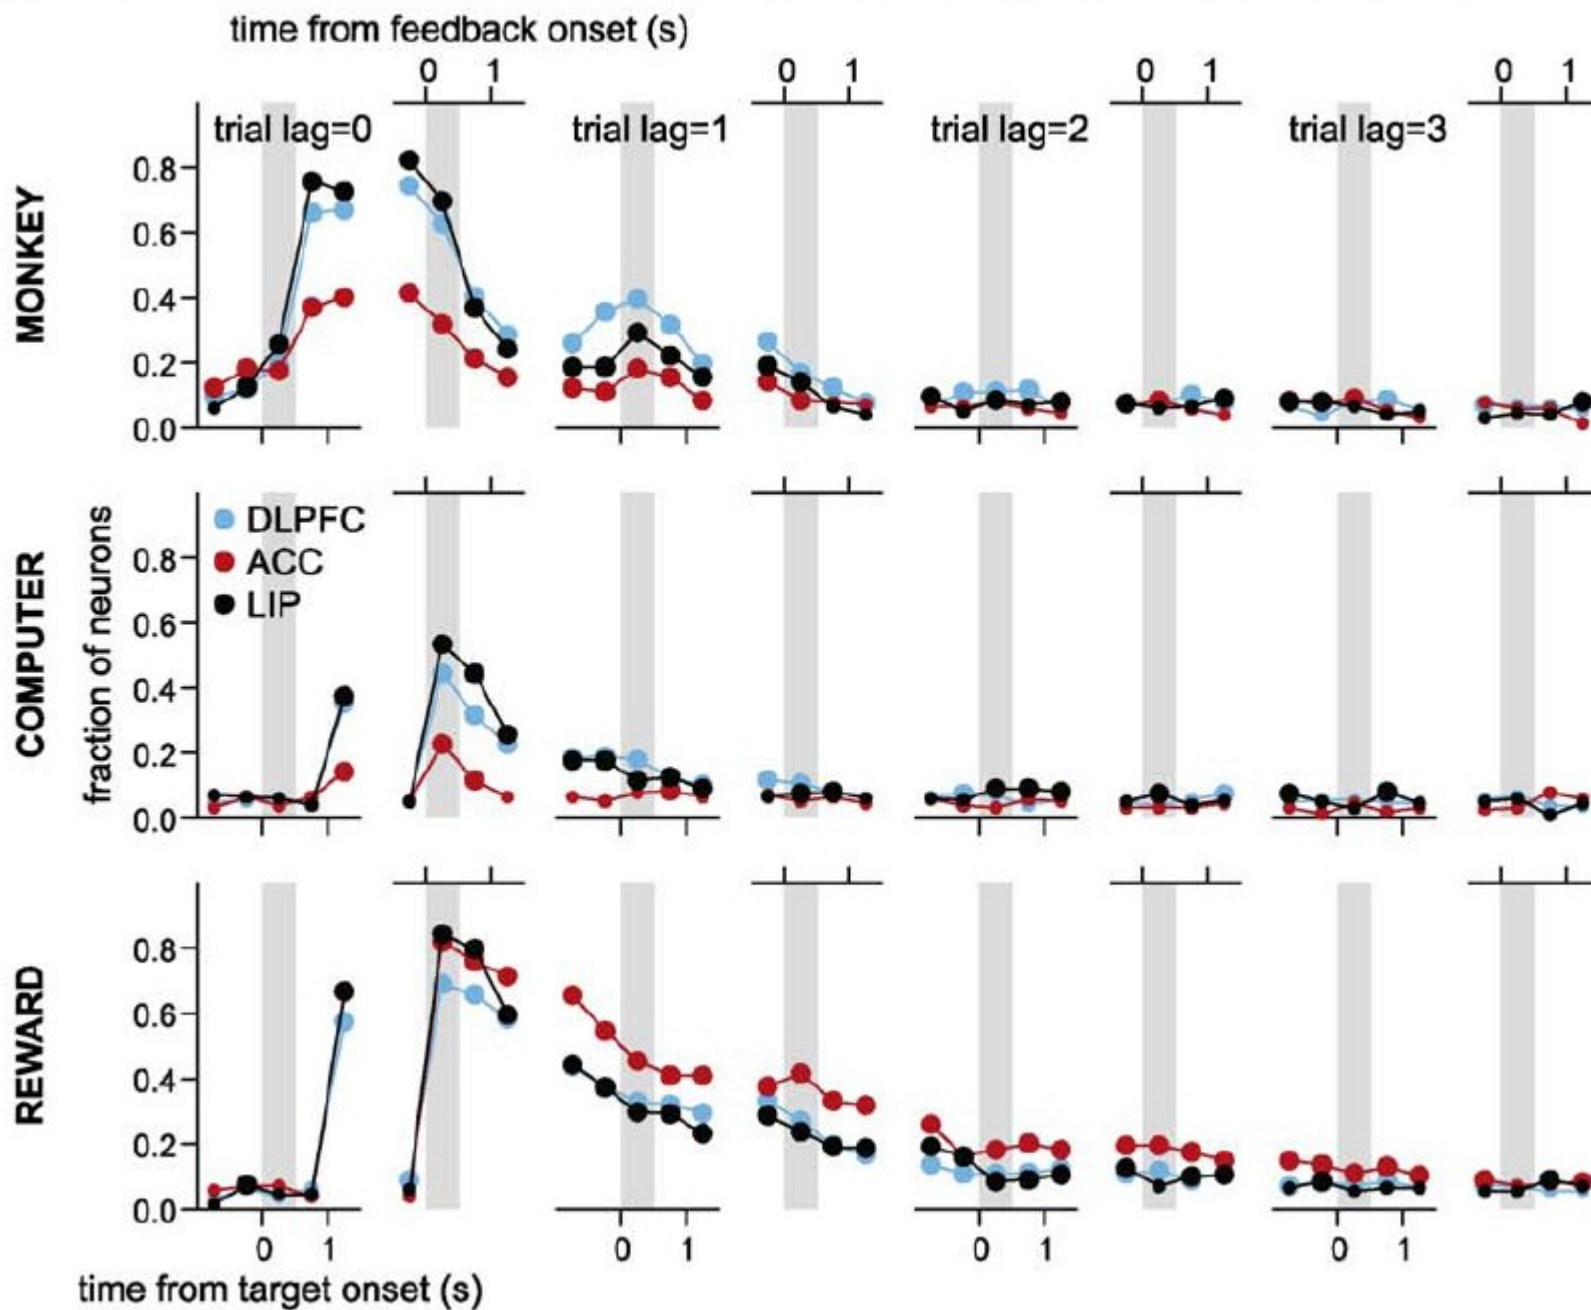 time from feedback onset (s)
0 1 0 1 0 1 0 1
trial lag=0 trial lag=1 trial lag=2 trial lag=3
MONKEY
0.8
0.6
0.4
0.2
0.0
COMPUTER
fraction of neurons
DLPFC
ACC
LIP
0.8
0.6
0.4
0.2
0.0
REWARD
0.8
0.6
0.4
0.2
0.0
0 1 0 1 0 1 0 1
time from target onset (s)